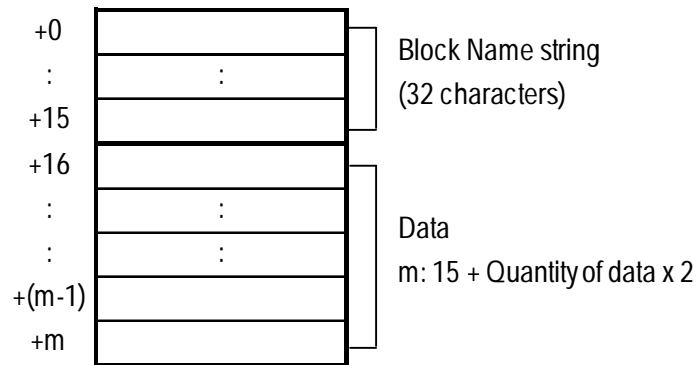 +0
Block Name string
: :
(32 characters)
+15
+16
: :
Data
: :
m: 15 + Quantity of data x 2
+(m-1)
+m